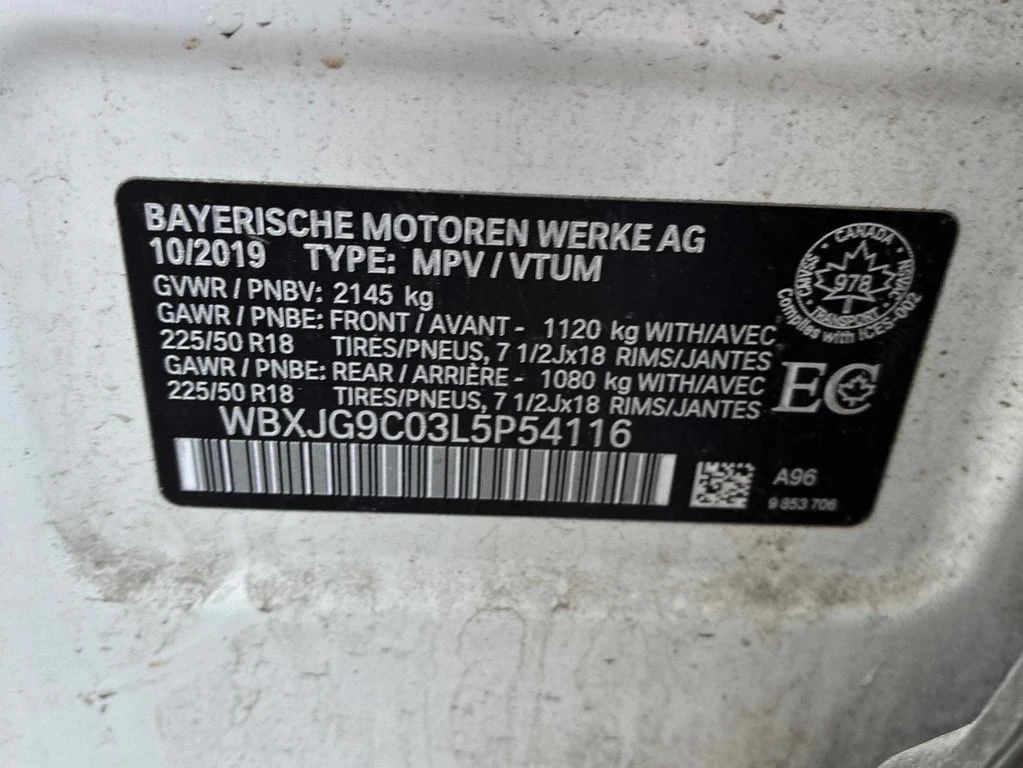 BAYERISCHE MOTOREN WERKE AG
10/2019 TYPE: MPV / VTUM
GVWR / PNBV: 2145 kg
GAWR / PNBE: FRONT / AVANT - 1120 kg WITH/AVEC
225/50 R18 TIRES/PNEUS, 7 1/2Jx18 RIMS/JANTES
GAWR / PNBE: REAR / ARRIÈRE - 1080 kg WITH/AVEC
225/50 R18 TIRES/PNEUS, 7 1/2Jx18 RIMS/JANTES
WBXJG9C03L5P54116
CANADA
978
TRANSPORT
CMVSS
NSVAC
Complies with ICES-002
EC
A96
9 853 706